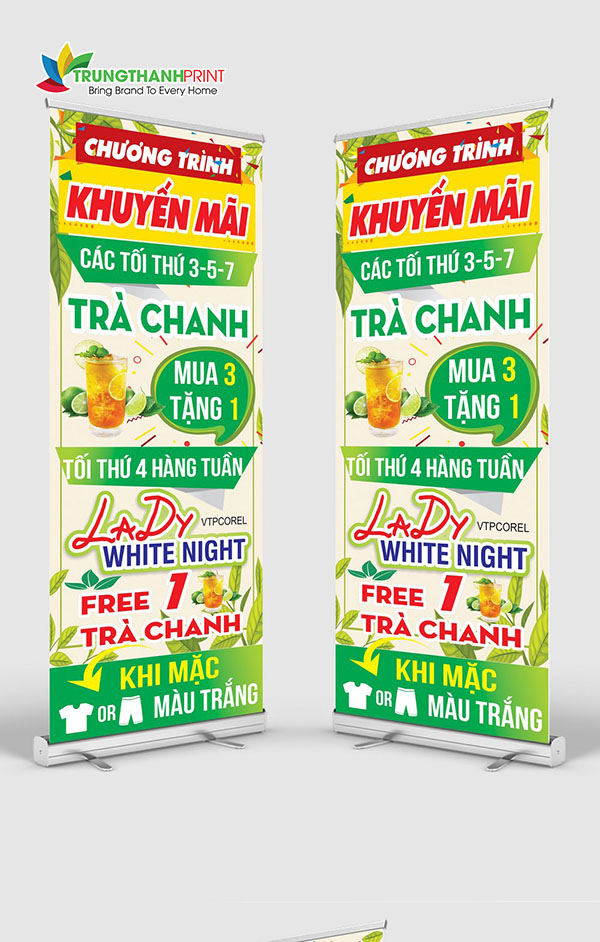 TRUNGTHANHPRINT
Bring Brand To Every Home
CHƯƠNG TRÌNH
KHUYẾN MÃI
CÁC TỐI THỨ 3-5-7
TRÀ CHANH
MUA 3
TẶNG 1
TỐI THỨ 4 HÀNG TUẦN
LADy
VTPCOREL
WHITE NIGHT
FREE 1
TRÀ CHANH
KHI MẶC
OR MÀU TRẮNG
CHƯƠNG TRÌNH
KHUYẾN MÃI
CÁC TỐI THỨ 3-5-7
TRÀ CHANH
MUA 3
TẶNG 1
TỐI THỨ 4 HÀNG TUẦN
LADy
VTPCOREL
WHITE NIGHT
FREE 1
TRÀ CHANH
KHI MẶC
OR MÀU TRẮNG